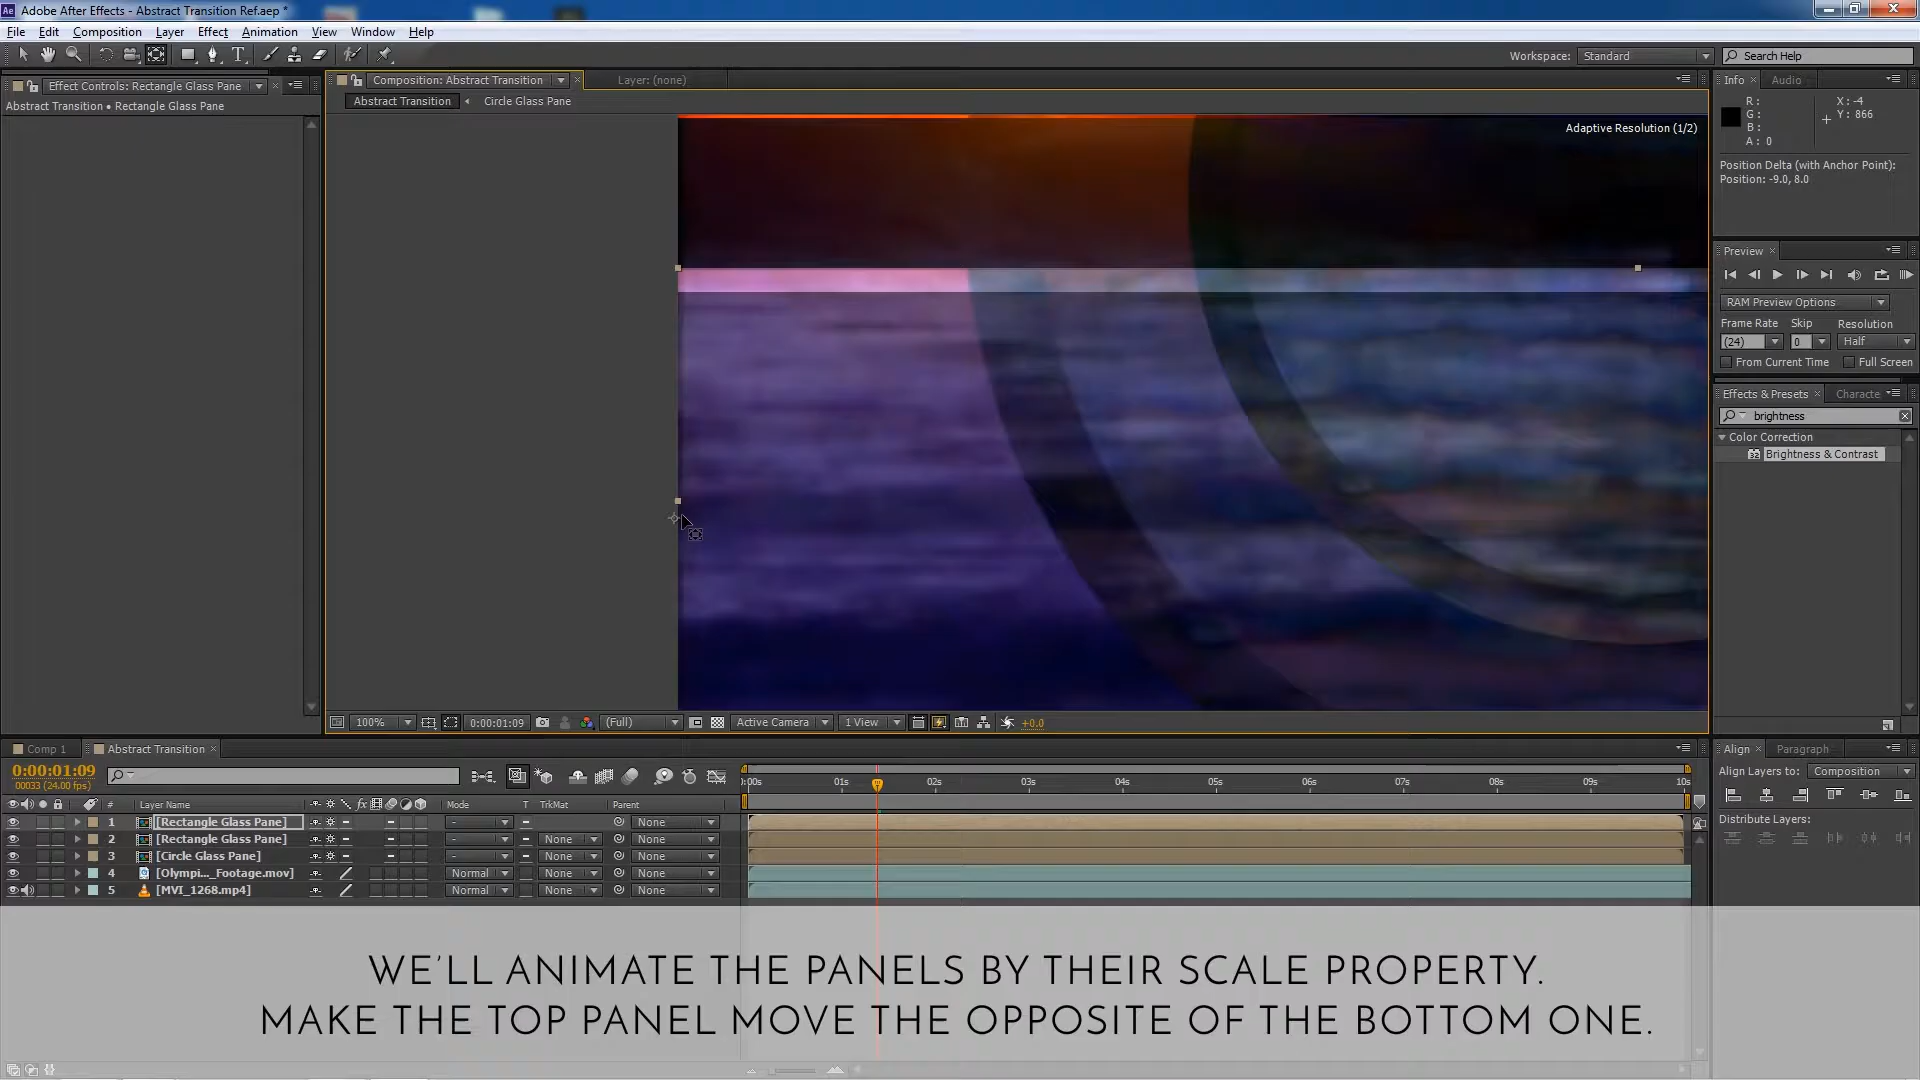 Adobe After Effects - Abstract Transition Ref.aep *
File Edit Composition Layer Effect Animation View Window Help
Workspace: Standard Search Help
Effect Controls: Rectangle Glass Pane
Abstract Transition • Rectangle Glass Pane
Composition: Abstract Transition Layer: (none)
Abstract Transition Circle Glass Pane
Adaptive Resolution (1/2)
Info Audio
R: X: -4
G: Y: 866
B:
A: 0
Position Delta (with Anchor Point):
Position: -9.0, 8.0
Preview
RAM Preview Options
Frame Rate Skip Resolution
(24) 0 Half
From Current Time Full Screen
Effects & Presets Characte
brightness
Color Correction
32 Brightness & Contrast
100% 0:00:01:09 (Full) Active Camera 1 View +0.0
Comp 1 Abstract Transition
0:00:01:09
00033 (24.00 fps)
:00s 01s 02s 03s 04s 05s 06s 07s 08s 09s 10s
# Layer Name fx Mode T TrkMat Parent
1 [Rectangle Glass Pane] - None
2 [Rectangle Glass Pane] - None None
3 [Circle Glass Pane] - None None
4 [Olympi..._Footage.mov] Normal None None
5 [MVI_1268.mp4] Normal None None
Align Paragraph
Align Layers to: Composition
Distribute Layers:
WE'LL ANIMATE THE PANELS BY THEIR SCALE PROPERTY.
MAKE THE TOP PANEL MOVE THE OPPOSITE OF THE BOTTOM ONE.